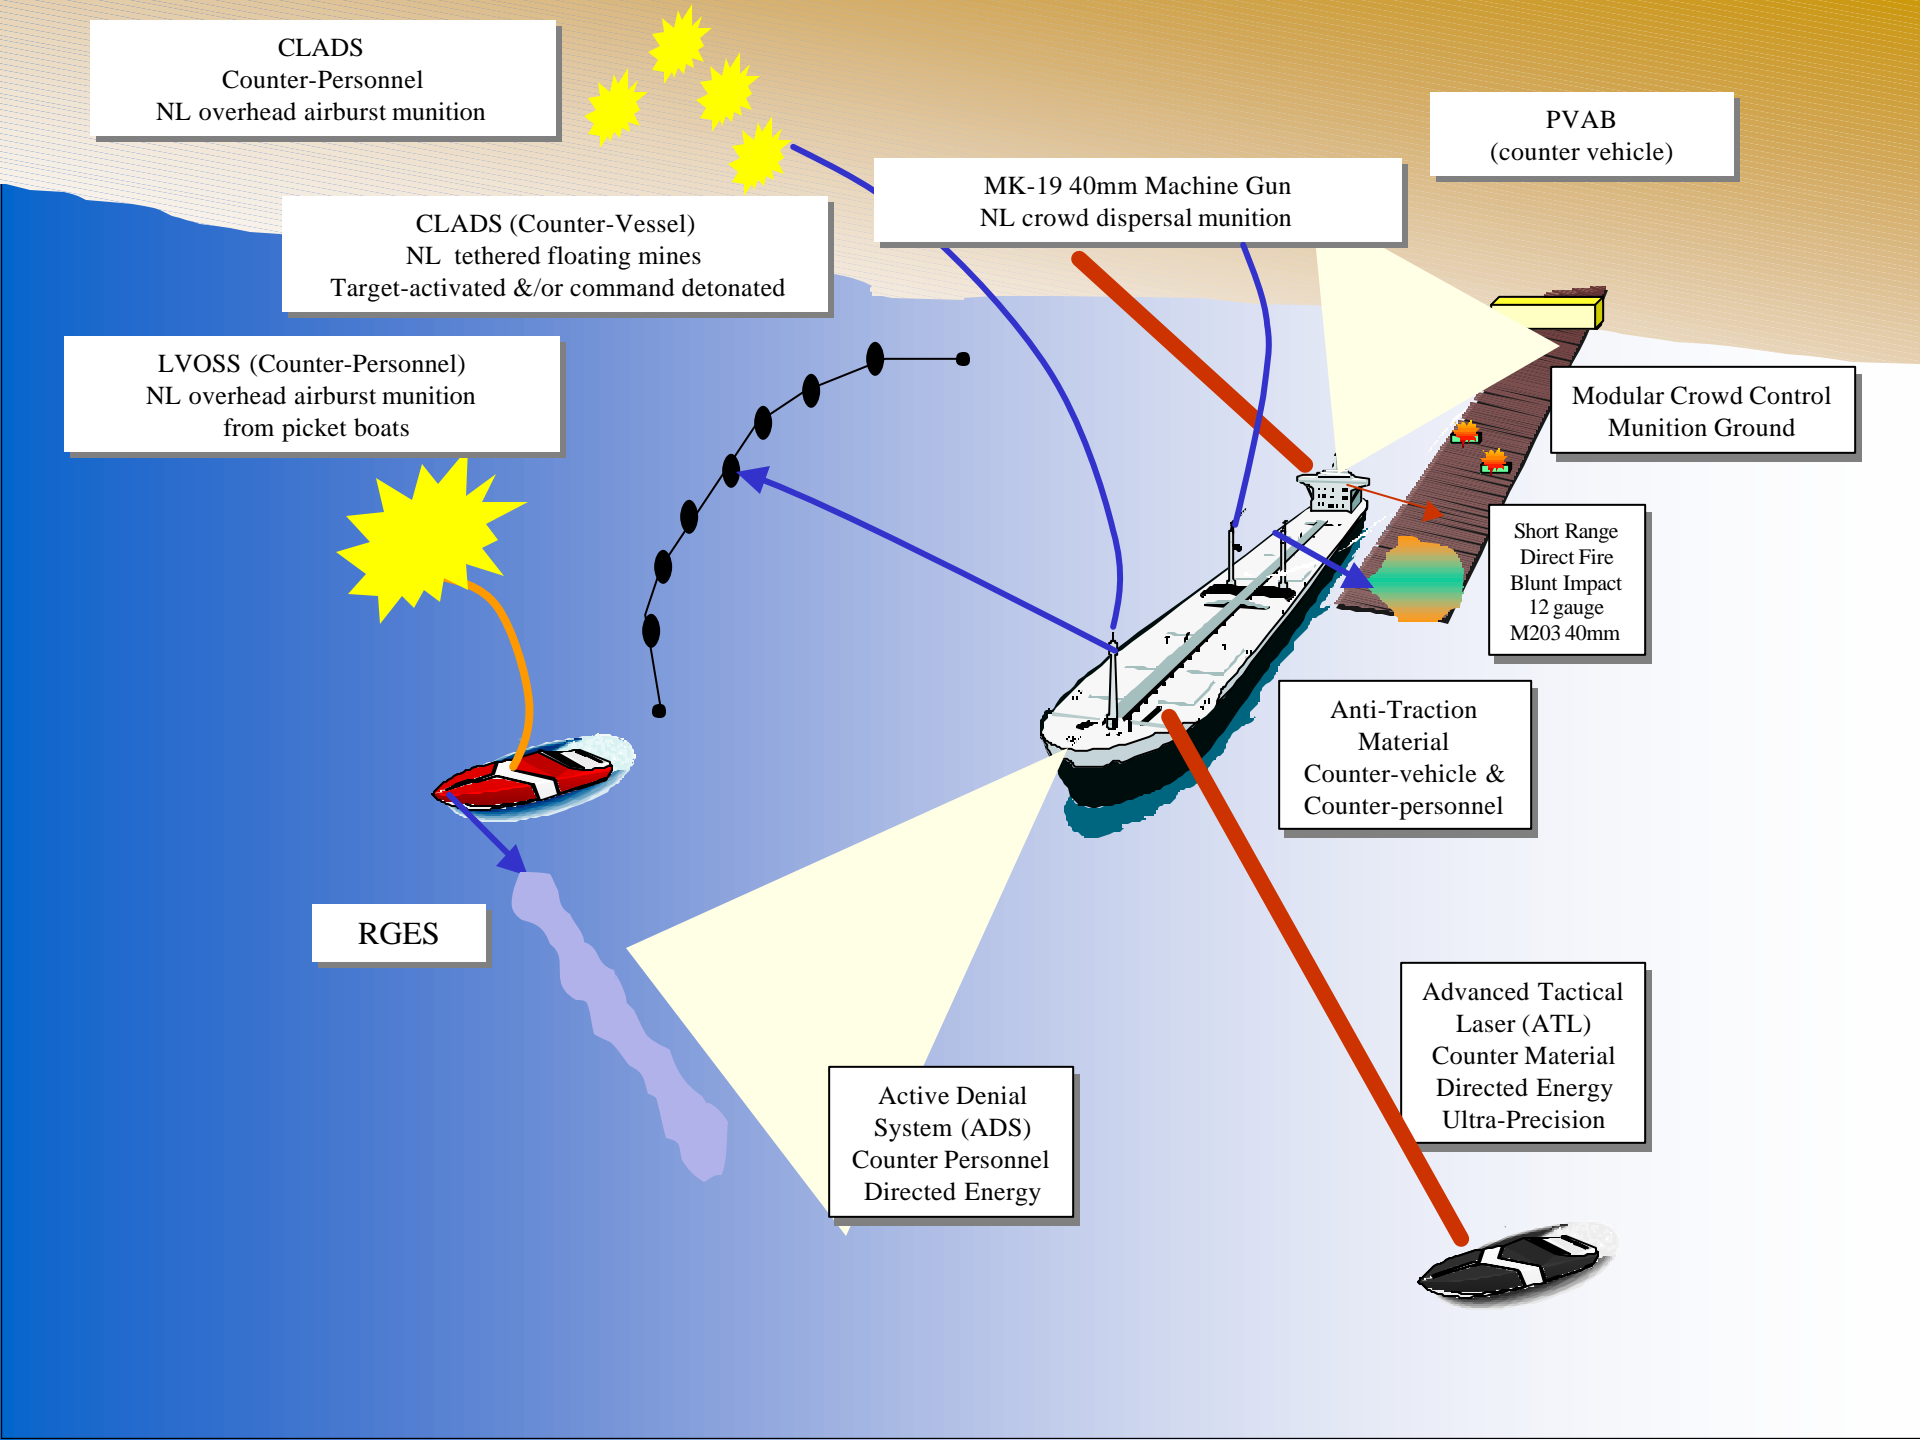 CLADS
Counter-Personnel
NL overhead airburst munition
PVAB
(counter vehicle)
MK-19 40mm Machine Gun
NL crowd dispersal munition
CLADS (Counter-Vessel)
NL tethered floating mines
Target-activated &/or command detonated
LVOSS (Counter-Personnel)
NL overhead airburst munition
from picket boats
Modular Crowd Control
Munition Ground
Short Range
Direct Fire
Blunt Impact
12 gauge
M203 40mm
Anti-Traction
Material
Counter-vehicle &
Counter-personnel
RGES
Advanced Tactical
Laser (ATL)
Counter Material
Directed Energy
Ultra-Precision
Active Denial
System (ADS)
Counter Personnel
Directed Energy